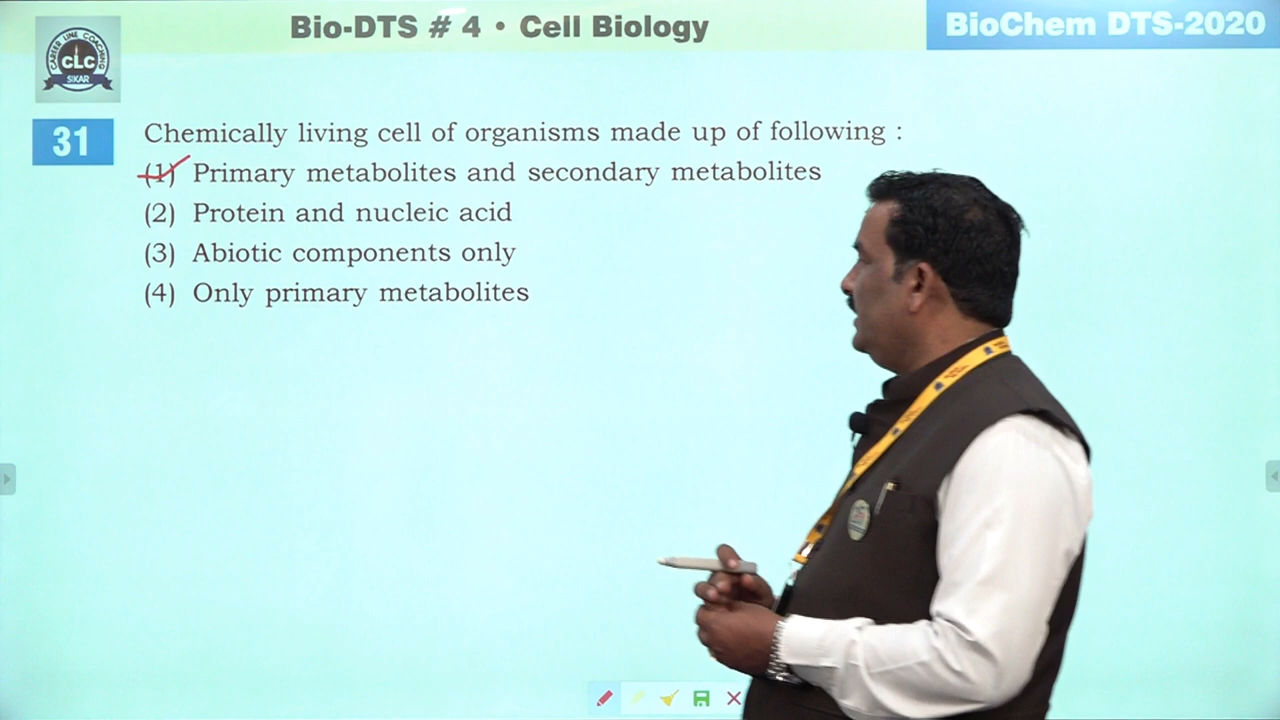 Bio-DTS # 4 • Cell Biology
BioChem DTS-2020
CAREER LINE COACHING
CLC
SIKAR
31
Chemically living cell of organisms made up of following :
(1) Primary metabolites and secondary metabolites
(2) Protein and nucleic acid
(3) Abiotic components only
(4) Only primary metabolites